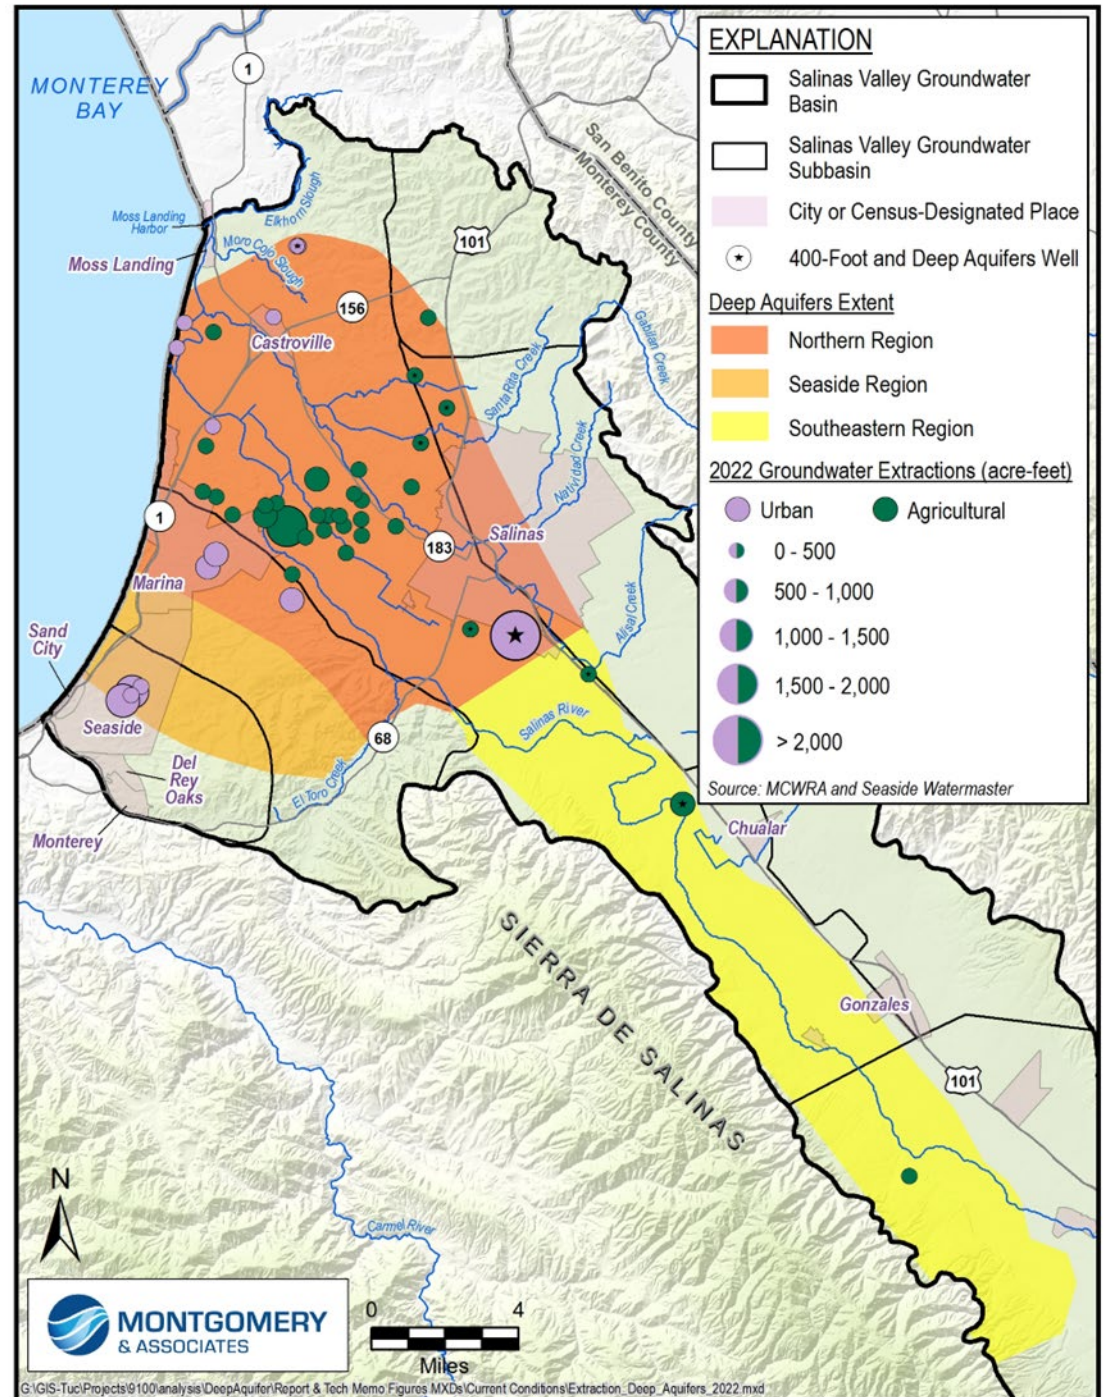 MONTEREY
BAY
1
San Benito County
Monterey County
Elkhorn Slough
Moss Landing
Harbor
Moro Cojo Slough
Moss Landing
101
156
Castroville
Santa Rita Creek
Gabilan Creek
Natividad Creek
1
183
Salinas
Marina
Alisal Creek
Sand
City
Salinas River
Seaside
68
Del
Rey
Oaks
El Toro Creek
Monterey
Chualar
SIERRA DE SALINAS
Gonzales
101
Carmel River
EXPLANATION
Salinas Valley Groundwater
Basin
Salinas Valley Groundwater
Subbasin
City or Census-Designated Place
400-Foot and Deep Aquifers Well
Deep Aquifers Extent
Northern Region
Seaside Region
Southeastern Region
2022 Groundwater Extractions (acre-feet)
Urban Agricultural
0 - 500
500 - 1,000
1,000 - 1,500
1,500 - 2,000
> 2,000
Source: MCWRA and Seaside Watermaster
N
MONTGOMERY
& ASSOCIATES
0 4
Miles
G:\GIS-Tuc\Projects\9100\analysis\DeepAquifer\Report & Tech Memo Figures MXDs\Current Conditions\Extraction_Deep_Aquifers_2022.mxd